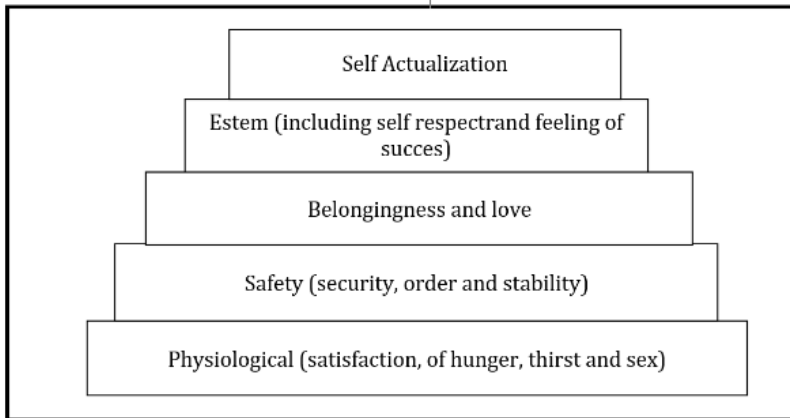 Self Actualization
Estem (including self respectrand feeling of
succes)
Belongingness and love
Safety (security, order and stability)
Physiological (satisfaction, of hunger, thirst and sex)